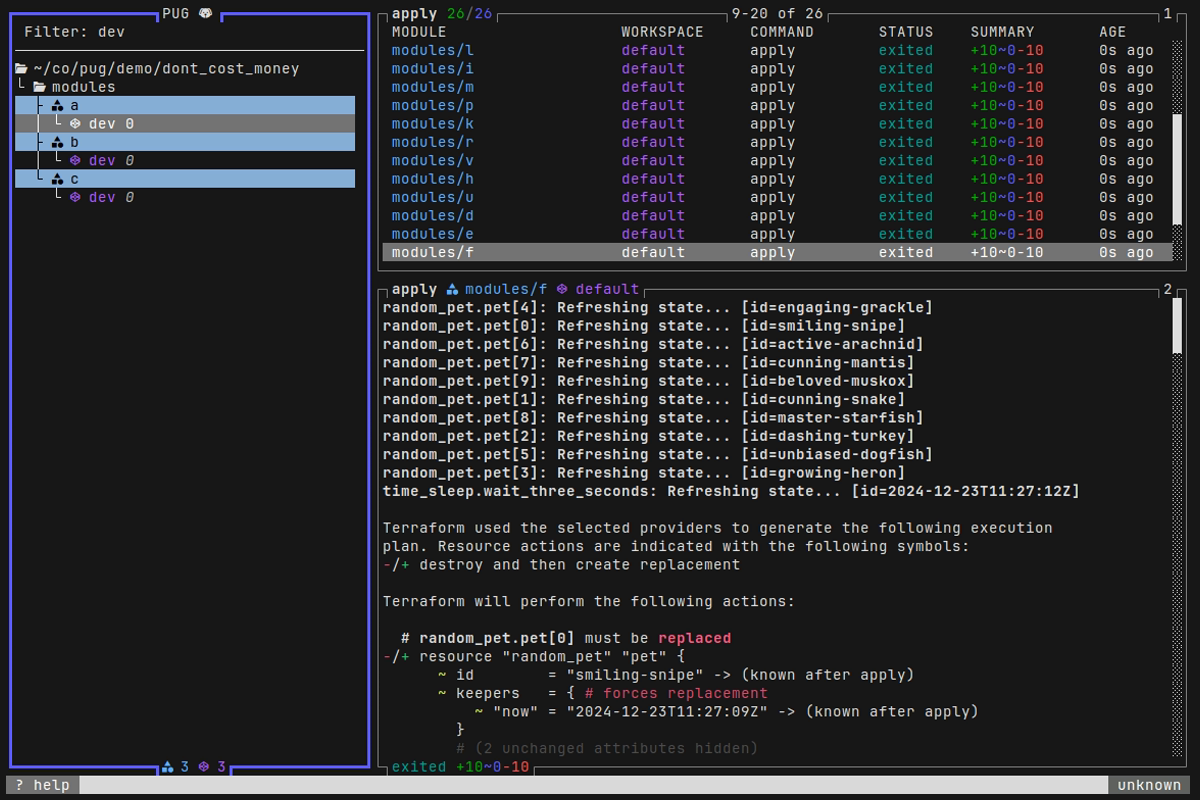 PUG
Filter: dev
~/co/pug/demo/dont_cost_money
modules
a
dev 0
b
dev 0
c
dev 0
3 3
apply 26/26 9-20 of 26 1
MODULE WORKSPACE COMMAND STATUS SUMMARY AGE
modules/l default apply exited +10~0-10 0s ago
modules/i default apply exited +10~0-10 0s ago
modules/m default apply exited +10~0-10 0s ago
modules/p default apply exited +10~0-10 0s ago
modules/k default apply exited +10~0-10 0s ago
modules/r default apply exited +10~0-10 0s ago
modules/v default apply exited +10~0-10 0s ago
modules/h default apply exited +10~0-10 0s ago
modules/u default apply exited +10~0-10 0s ago
modules/d default apply exited +10~0-10 0s ago
modules/e default apply exited +10~0-10 0s ago
modules/f default apply exited +10~0-10 0s ago
apply modules/f default 2
random_pet.pet[4]: Refreshing state... [id=engaging-grackle]
random_pet.pet[0]: Refreshing state... [id=smiling-snipe]
random_pet.pet[6]: Refreshing state... [id=active-arachnid]
random_pet.pet[7]: Refreshing state... [id=cunning-mantis]
random_pet.pet[9]: Refreshing state... [id=beloved-muskox]
random_pet.pet[1]: Refreshing state... [id=cunning-snake]
random_pet.pet[8]: Refreshing state... [id=master-starfish]
random_pet.pet[2]: Refreshing state... [id=dashing-turkey]
random_pet.pet[5]: Refreshing state... [id=unbiased-dogfish]
random_pet.pet[3]: Refreshing state... [id=growing-heron]
time_sleep.wait_three_seconds: Refreshing state... [id=2024-12-23T11:27:12Z]
Terraform used the selected providers to generate the following execution
plan. Resource actions are indicated with the following symbols:
-/+ destroy and then create replacement
Terraform will perform the following actions:
# random_pet.pet[0] must be replaced
-/+ resource "random_pet" "pet" {
~ id = "smiling-snipe" -> (known after apply)
~ keepers = { # forces replacement
~ "now" = "2024-12-23T11:27:09Z" -> (known after apply)
}
# (2 unchanged attributes hidden)
exited +10~0-10
? help unknown